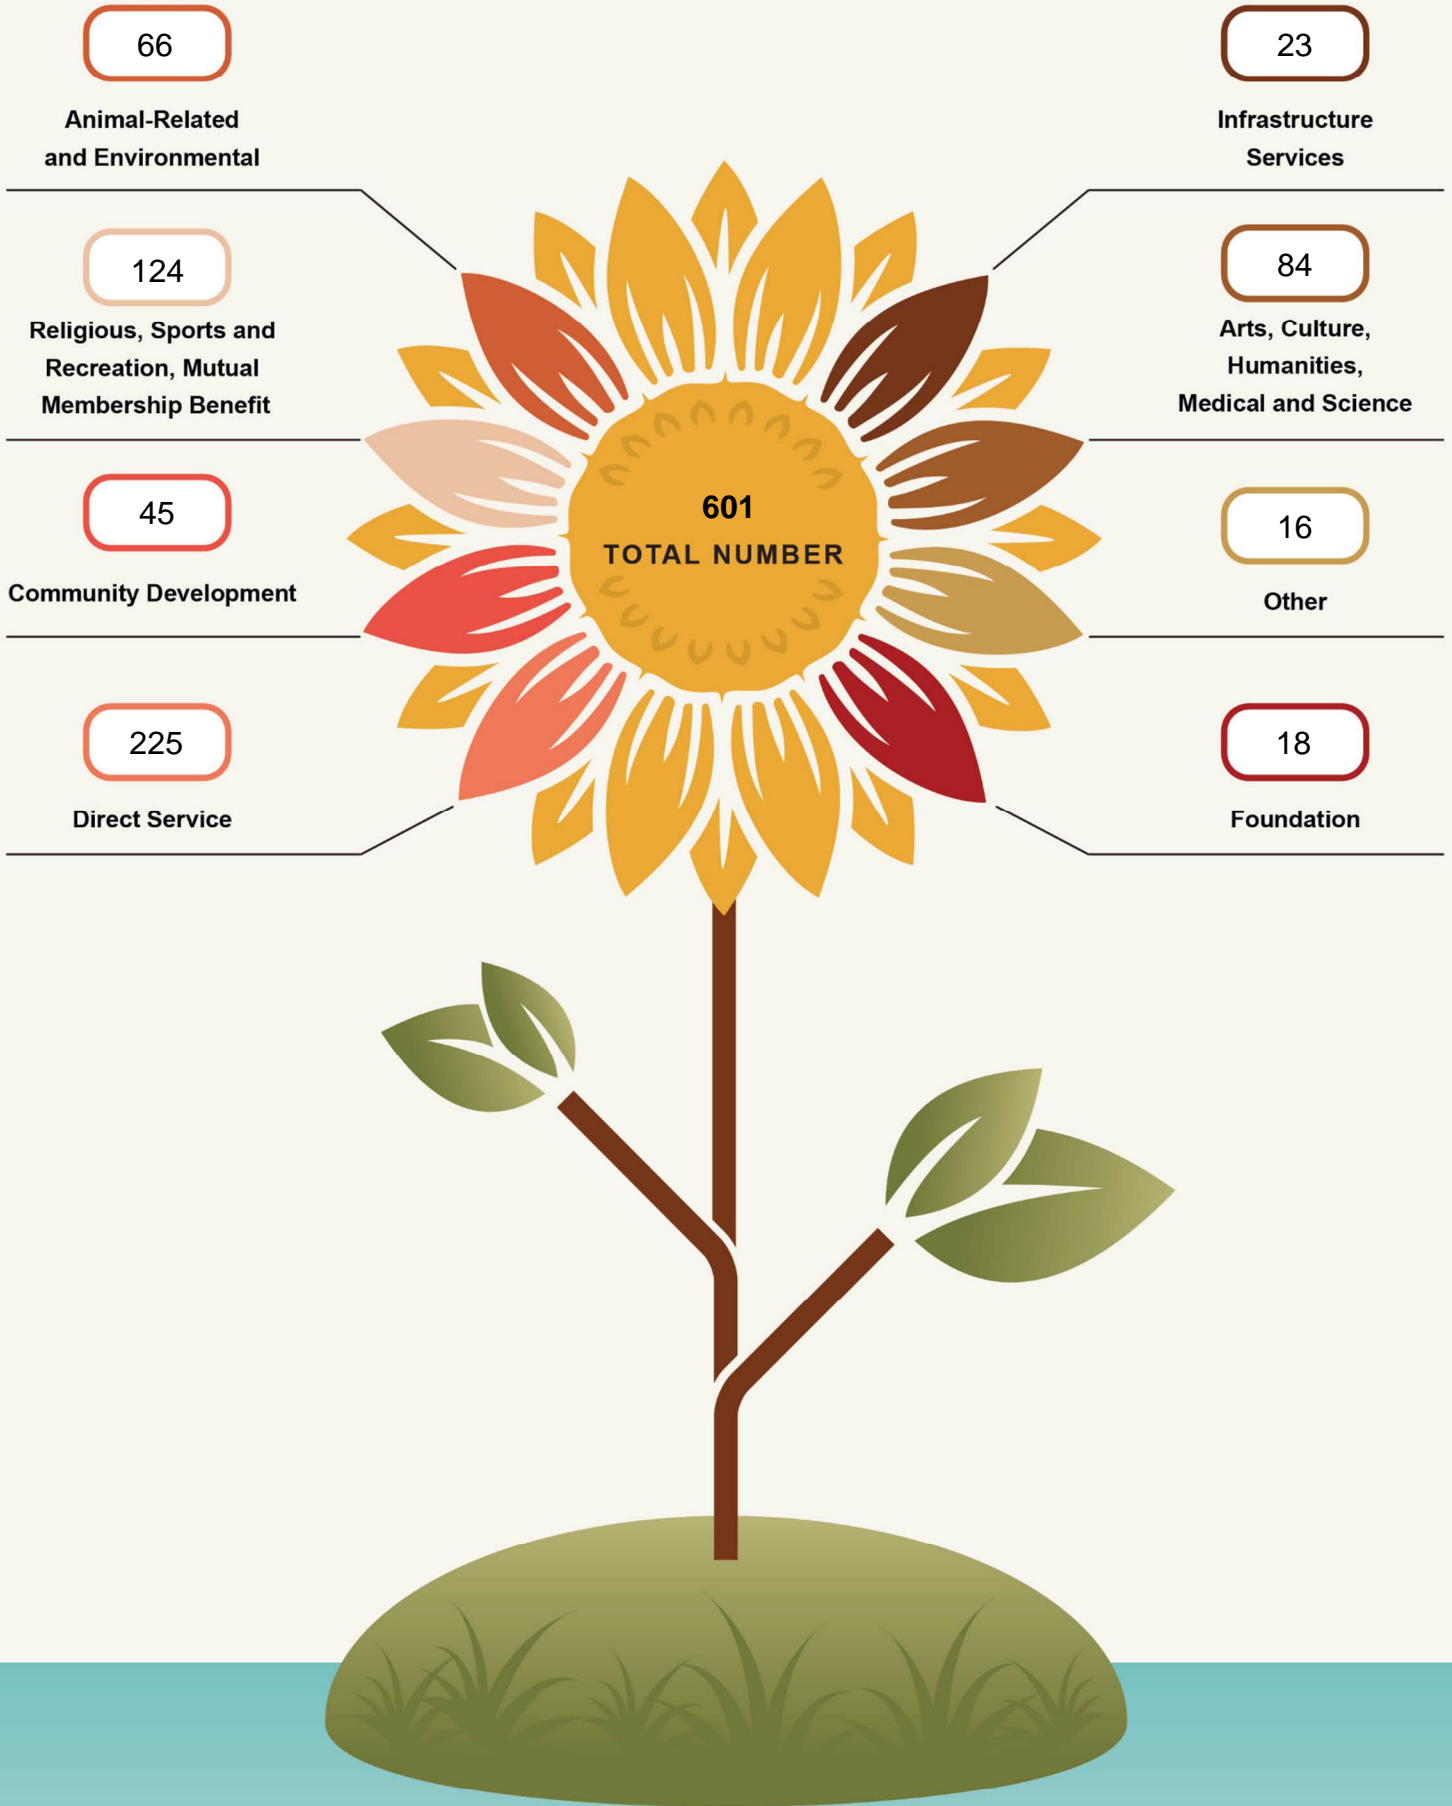 66
Animal-Related
and Environmental
124
Religious, Sports and
Recreation, Mutual
Membership Benefit
45
Community Development
225
Direct Service
601
TOTAL NUMBER
23
Infrastructure
Services
84
Arts, Culture,
Humanities,
Medical and Science
16
Other
18
Foundation